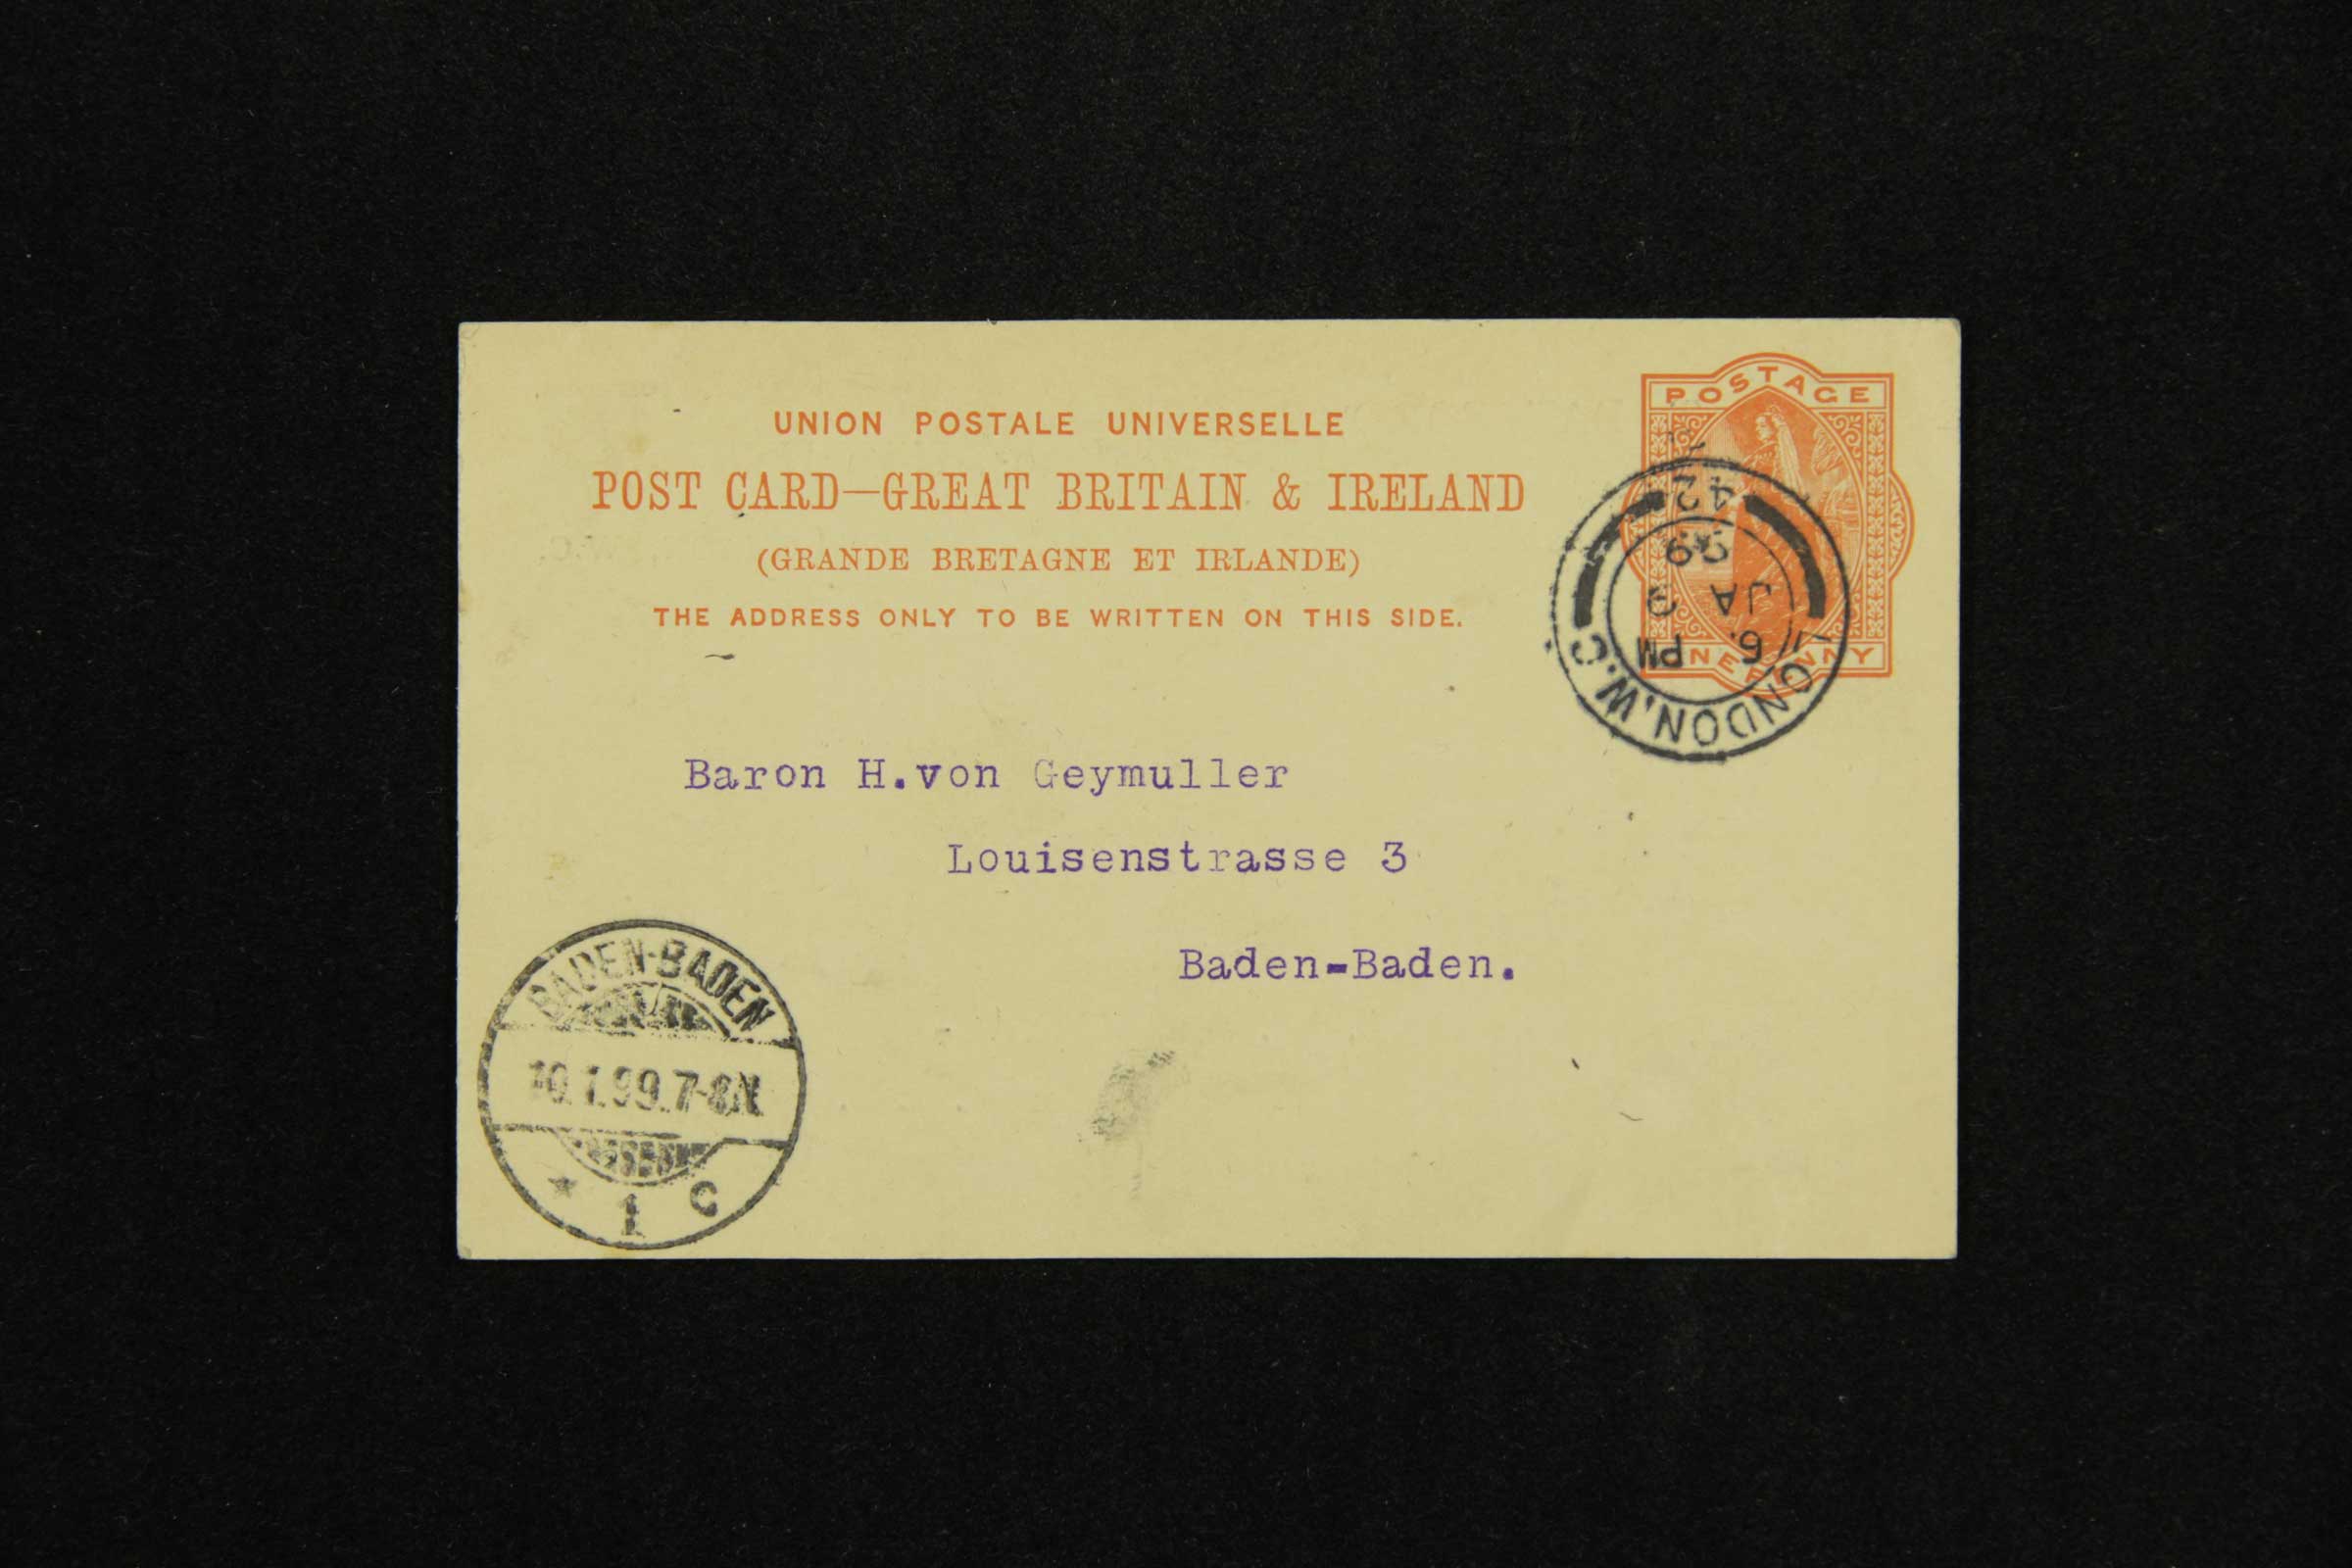 UNION POSTALE UNIVERSELLE
POST CARD—GREAT BRITAIN & IRELAND
(GRANDE BRETAGNE ET IRLANDE)
THE ADDRESS ONLY TO BE WRITTEN ON THIS SIDE.
POSTAGE
ONE PENNY
LONDON.W.C
6. PM
JA 9
99
42
Baron H.von Geymuller
Louisenstrasse 3
Baden-Baden.
BADEN-BADEN
10.1.99.7-8N
* 1 C